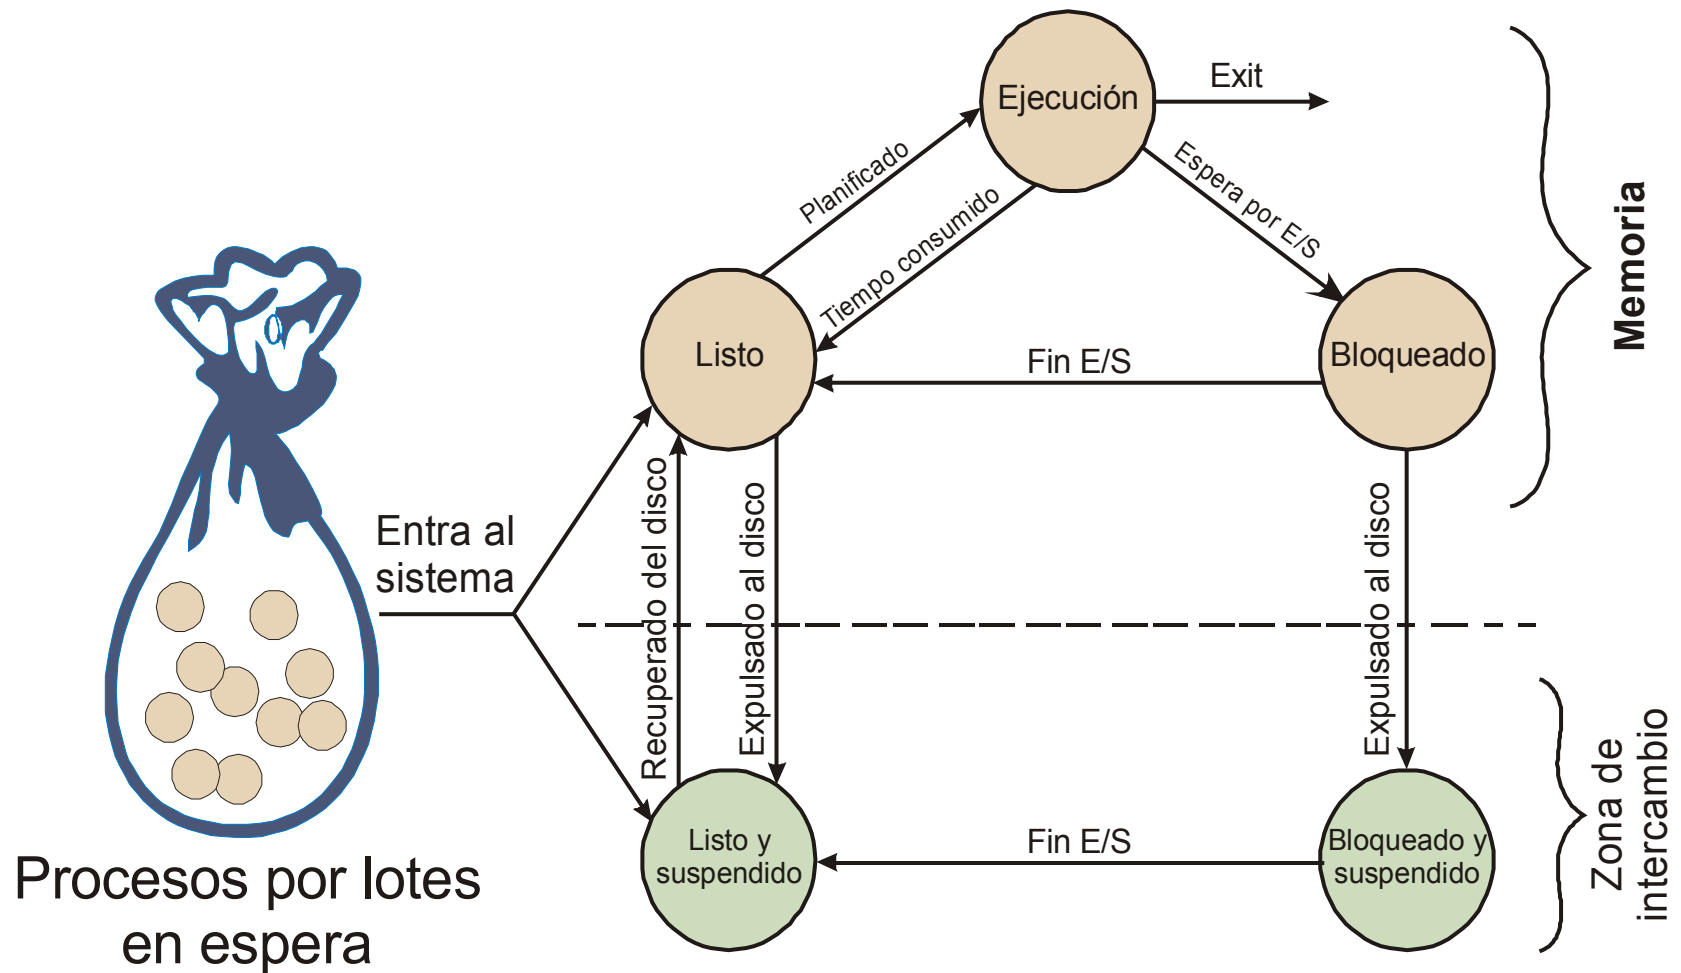 Exit
Ejecución
Planificado
Espera por E/S
Tiempo consumido
Memoria
Listo
Fin E/S
Bloqueado
Entra al
sistema
Recuperado del disco
Expulsado al disco
Expulsado al disco
Zona de
intercambio
Listo y
suspendido
Fin E/S
Bloqueado y
suspendido
Procesos por lotes
en espera